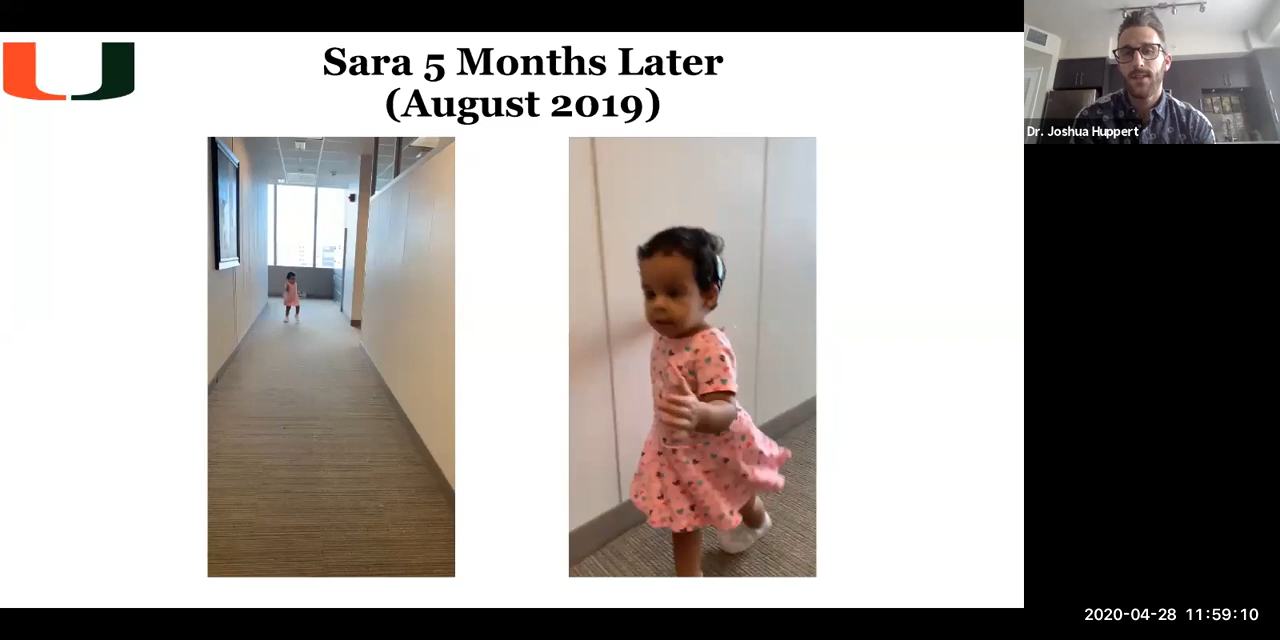 Sara 5 Months Later
(August 2019)
Dr. Joshua Huppert
2020-04-28 11:59:10